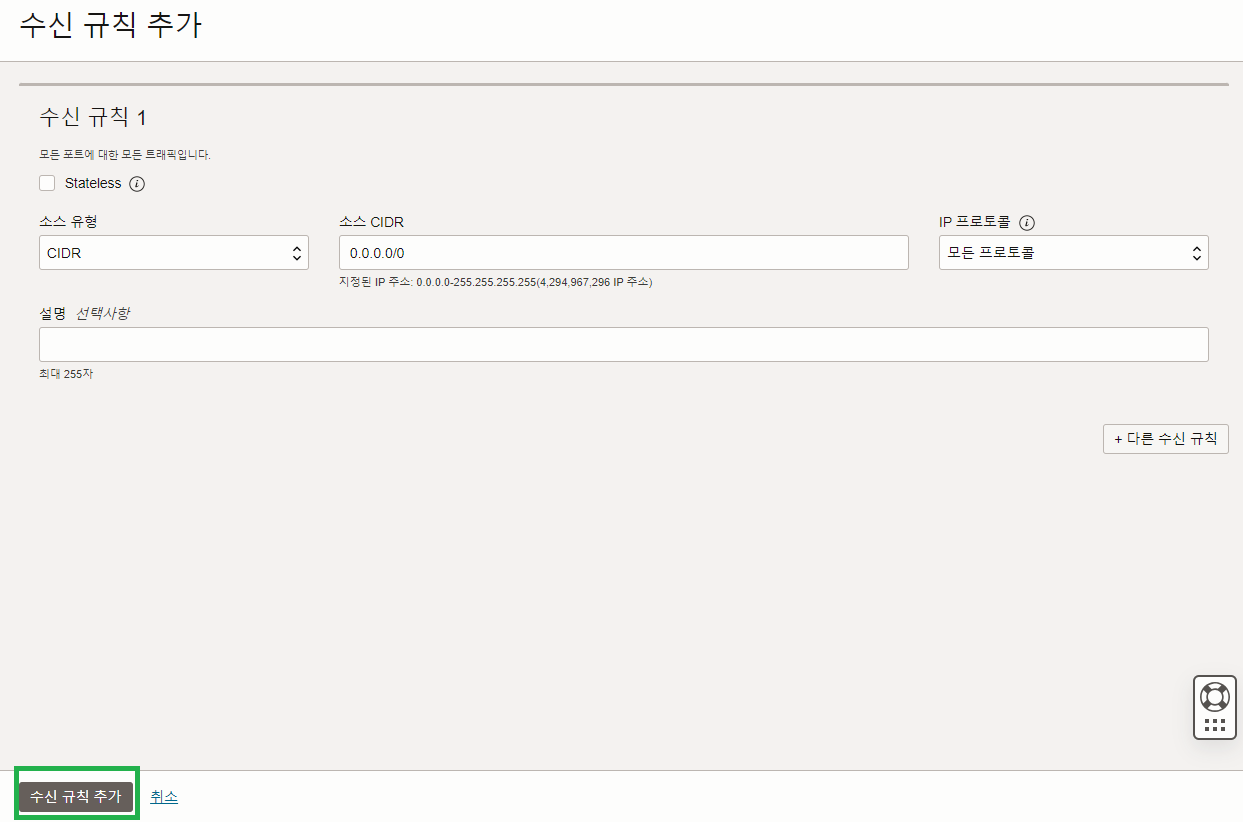 수신 규칙 추가
수신 규칙 1
모든 포트에 대한 모든 트래픽입니다.
Stateless
소스 유형
소스 CIDR
IP 프로토콜
CIDR
0.0.0.0/0
모든 프로토콜
지정된 IP 주소: 0.0.0.0-255.255.255.255(4,294,967,296 IP 주소)
설명 선택사항
최대 255자
+ 다른 수신 규칙
수신 규칙 추가
취소